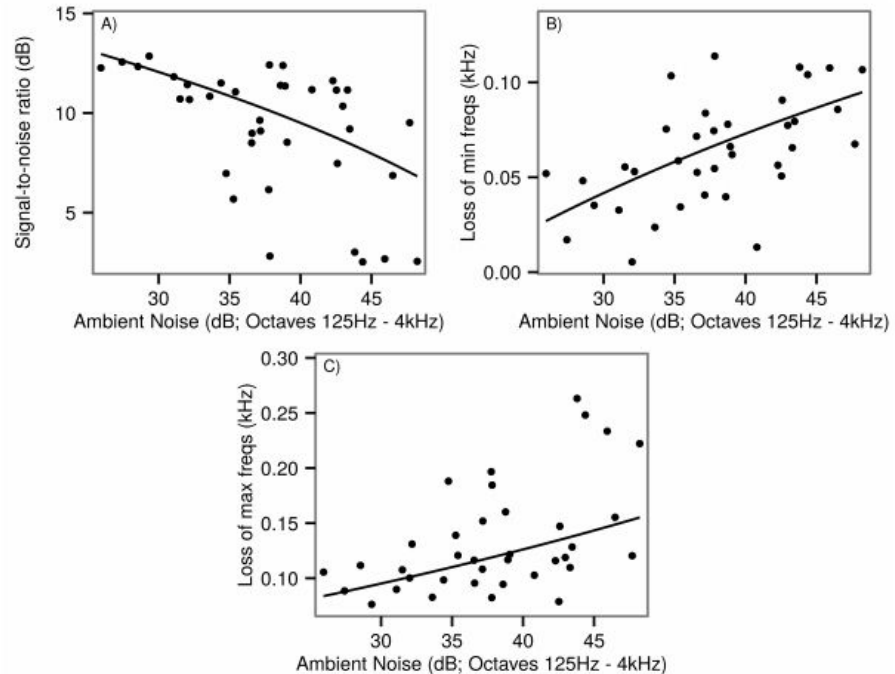 A)
Signal-to-noise ratio (dB)
15
10
5
30 35 40 45
Ambient Noise (dB; Octaves 125Hz - 4kHz)
B)
Loss of min freqs (kHz)
0.10
0.05
0.00
30 35 40 45
Ambient Noise (dB; Octaves 125Hz - 4kHz)
C)
Loss of max freqs (kHz)
0.30
0.25
0.20
0.15
0.10
30 35 40 45
Ambient Noise (dB; Octaves 125Hz - 4kHz)